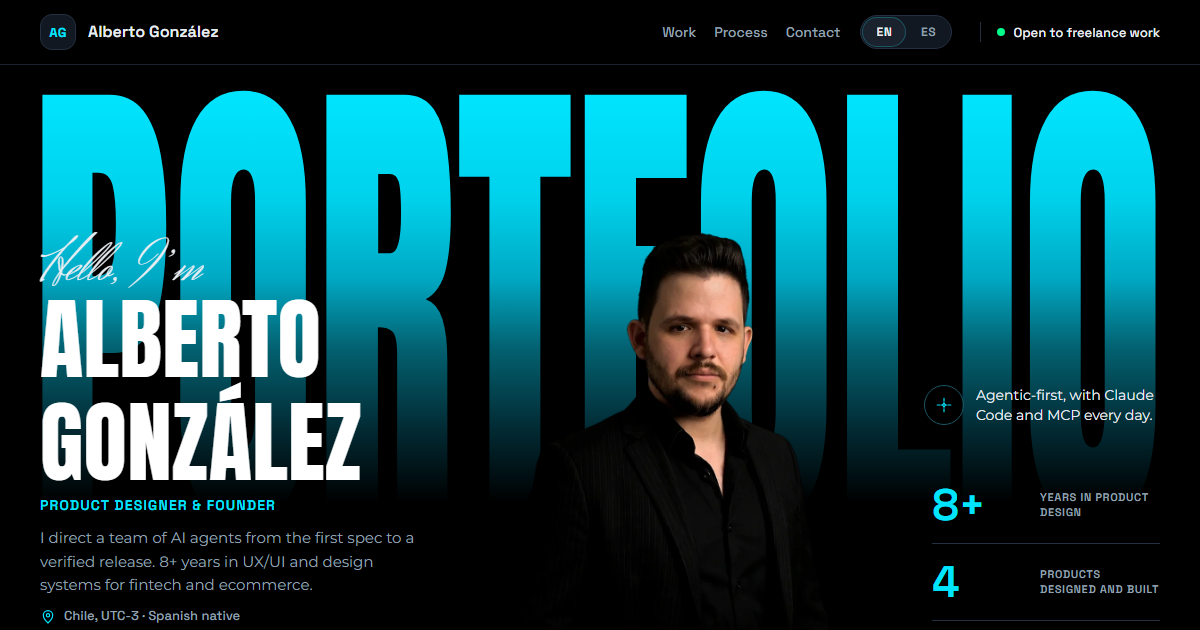 AG Alberto González
Work Process Contact EN ES Open to freelance work
PORTFOLIO
Hello, I'm
ALBERTO
GONZÁLEZ
PRODUCT DESIGNER & FOUNDER
I direct a team of AI agents from the first spec to a
verified release. 8+ years in UX/UI and design
systems for fintech and ecommerce.
Chile, UTC-3 · Spanish native
Agentic-first, with Claude
Code and MCP every day.
8+ YEARS IN PRODUCT
DESIGN
4 PRODUCTS
DESIGNED AND BUILT